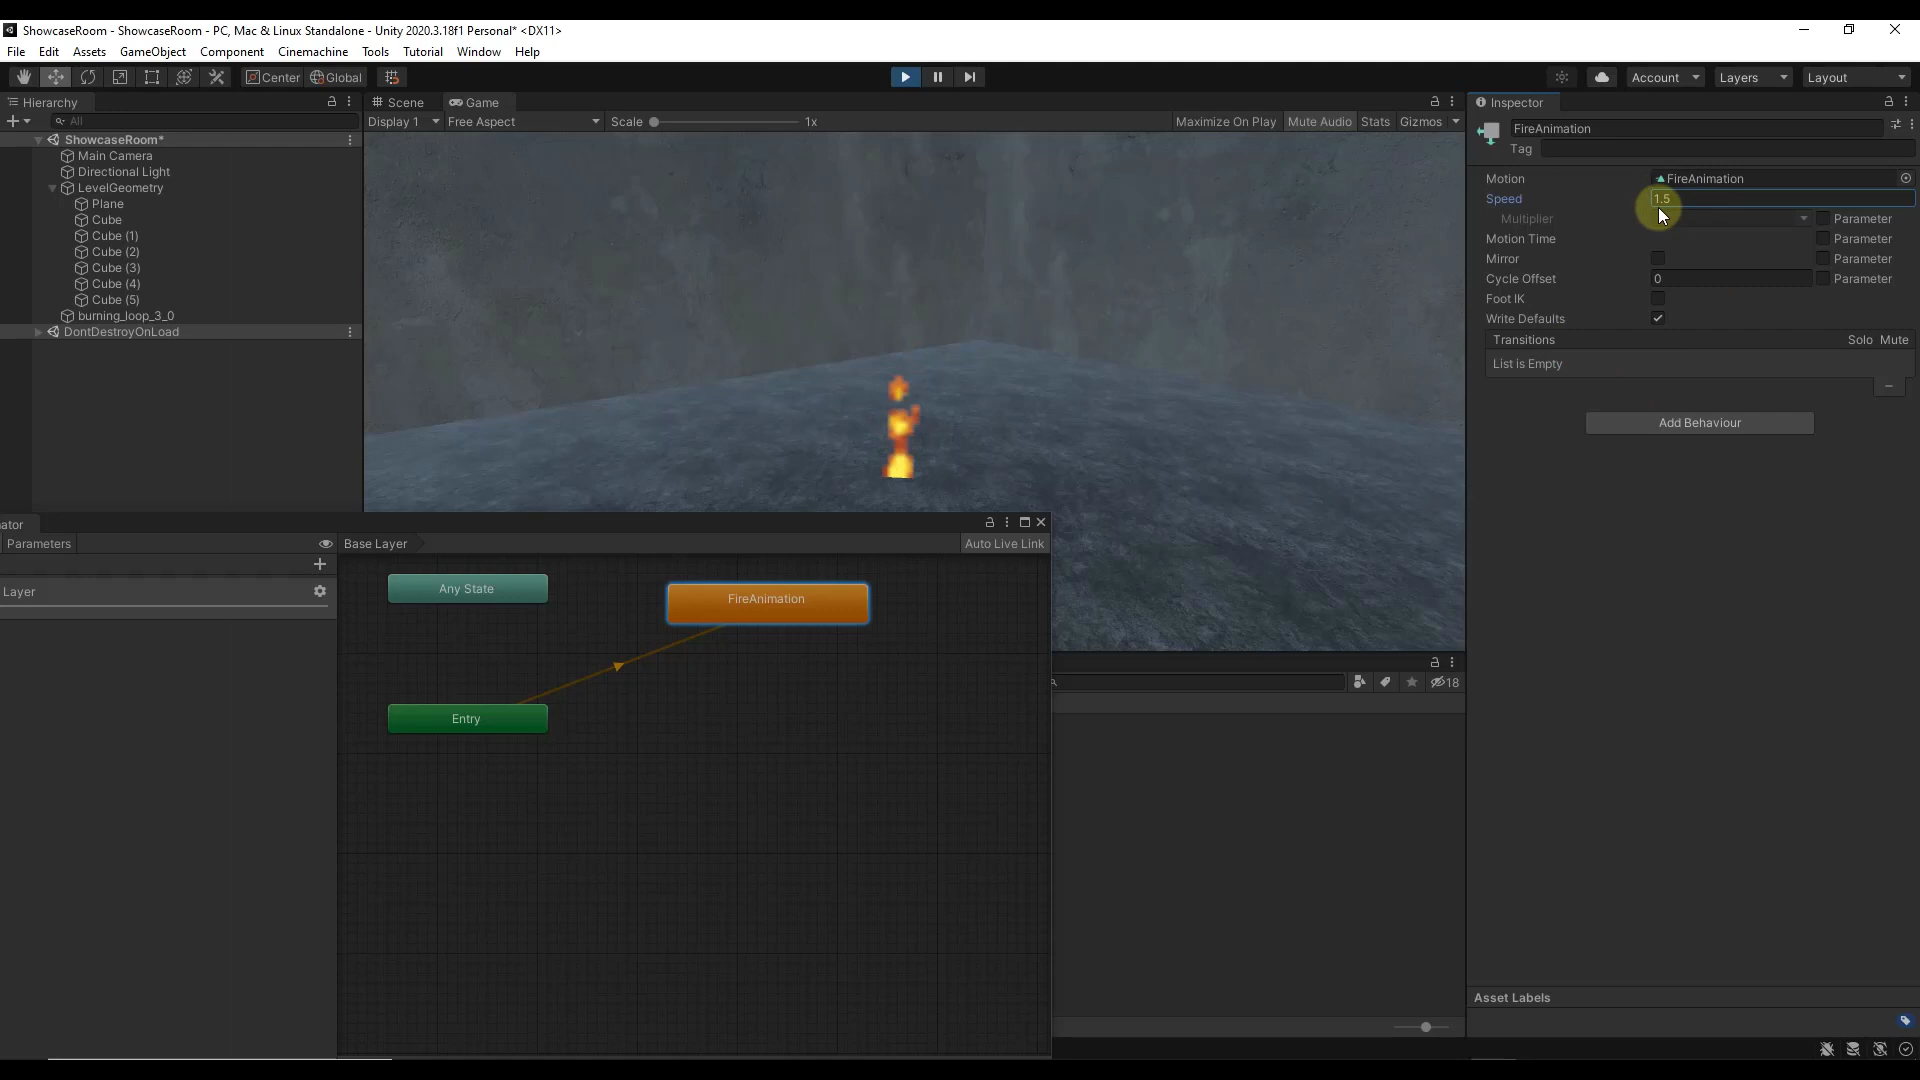 ShowcaseRoom - ShowcaseRoom - PC, Mac & Linux Standalone - Unity 2020.3.18f1 Personal* <DX11>
File Edit Assets GameObject Component Cinemachine Tools Tutorial Window Help
Center Global Account Layers Layout
Hierarchy
All
ShowcaseRoom*
Main Camera
Directional Light
LevelGeometry
Plane
Cube
Cube (1)
Cube (2)
Cube (3)
Cube (4)
Cube (5)
burning_loop_3_0
DontDestroyOnLoad
Scene Game
Display 1 Free Aspect Scale 1x Maximize On Play Mute Audio Stats Gizmos
ator
Parameters Base Layer Auto Live Link
Layer
Any State
FireAnimation
Entry
18
Inspector
FireAnimation
Tag
Motion FireAnimation
Speed 1.5
Multiplier Parameter
Motion Time Parameter
Mirror Parameter
Cycle Offset 0 Parameter
Foot IK
Write Defaults
Transitions Solo Mute
List is Empty
Add Behaviour
Asset Labels